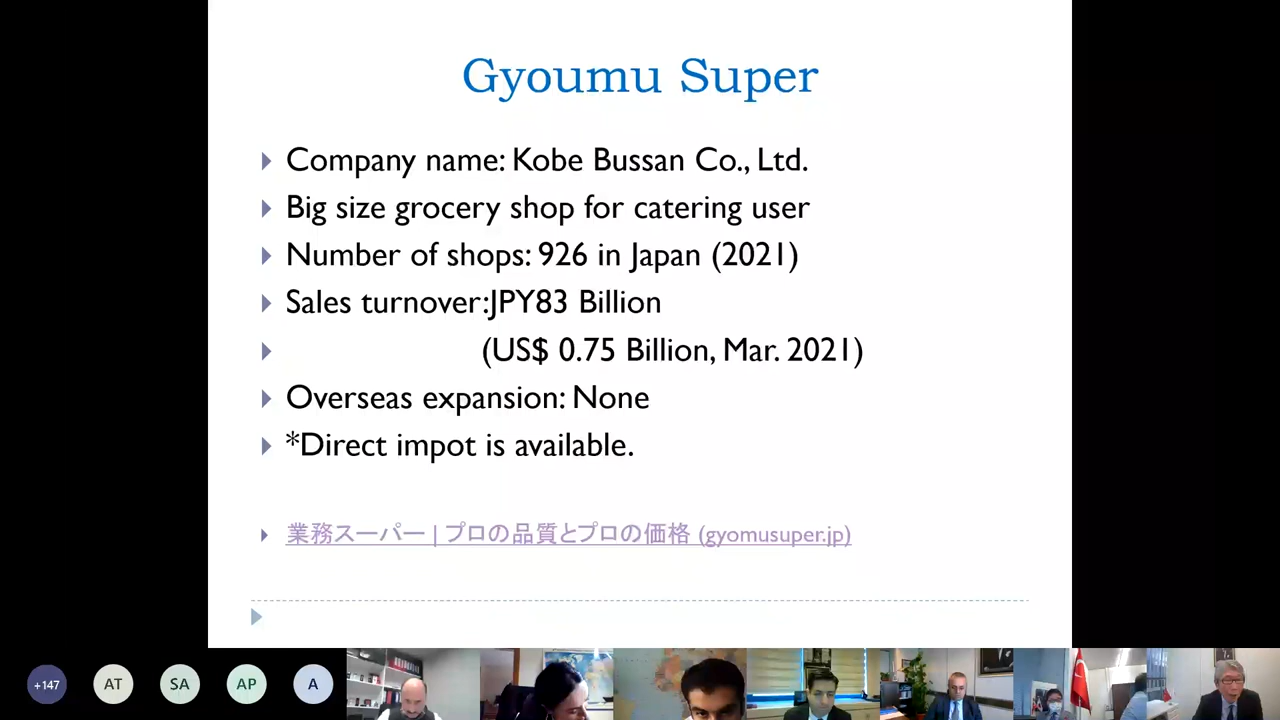 Gyoumu Super
Company name: Kobe Bussan Co., Ltd.
Big size grocery shop for catering user
Number of shops: 926 in Japan (2021)
Sales turnover:JPY83 Billion
(US$ 0.75 Billion, Mar. 2021)
Overseas expansion: None
*Direct impot is available.
業務スーパー | プロの品質とプロの価格 (gyomusuper.jp)
+147 AT SA AP A